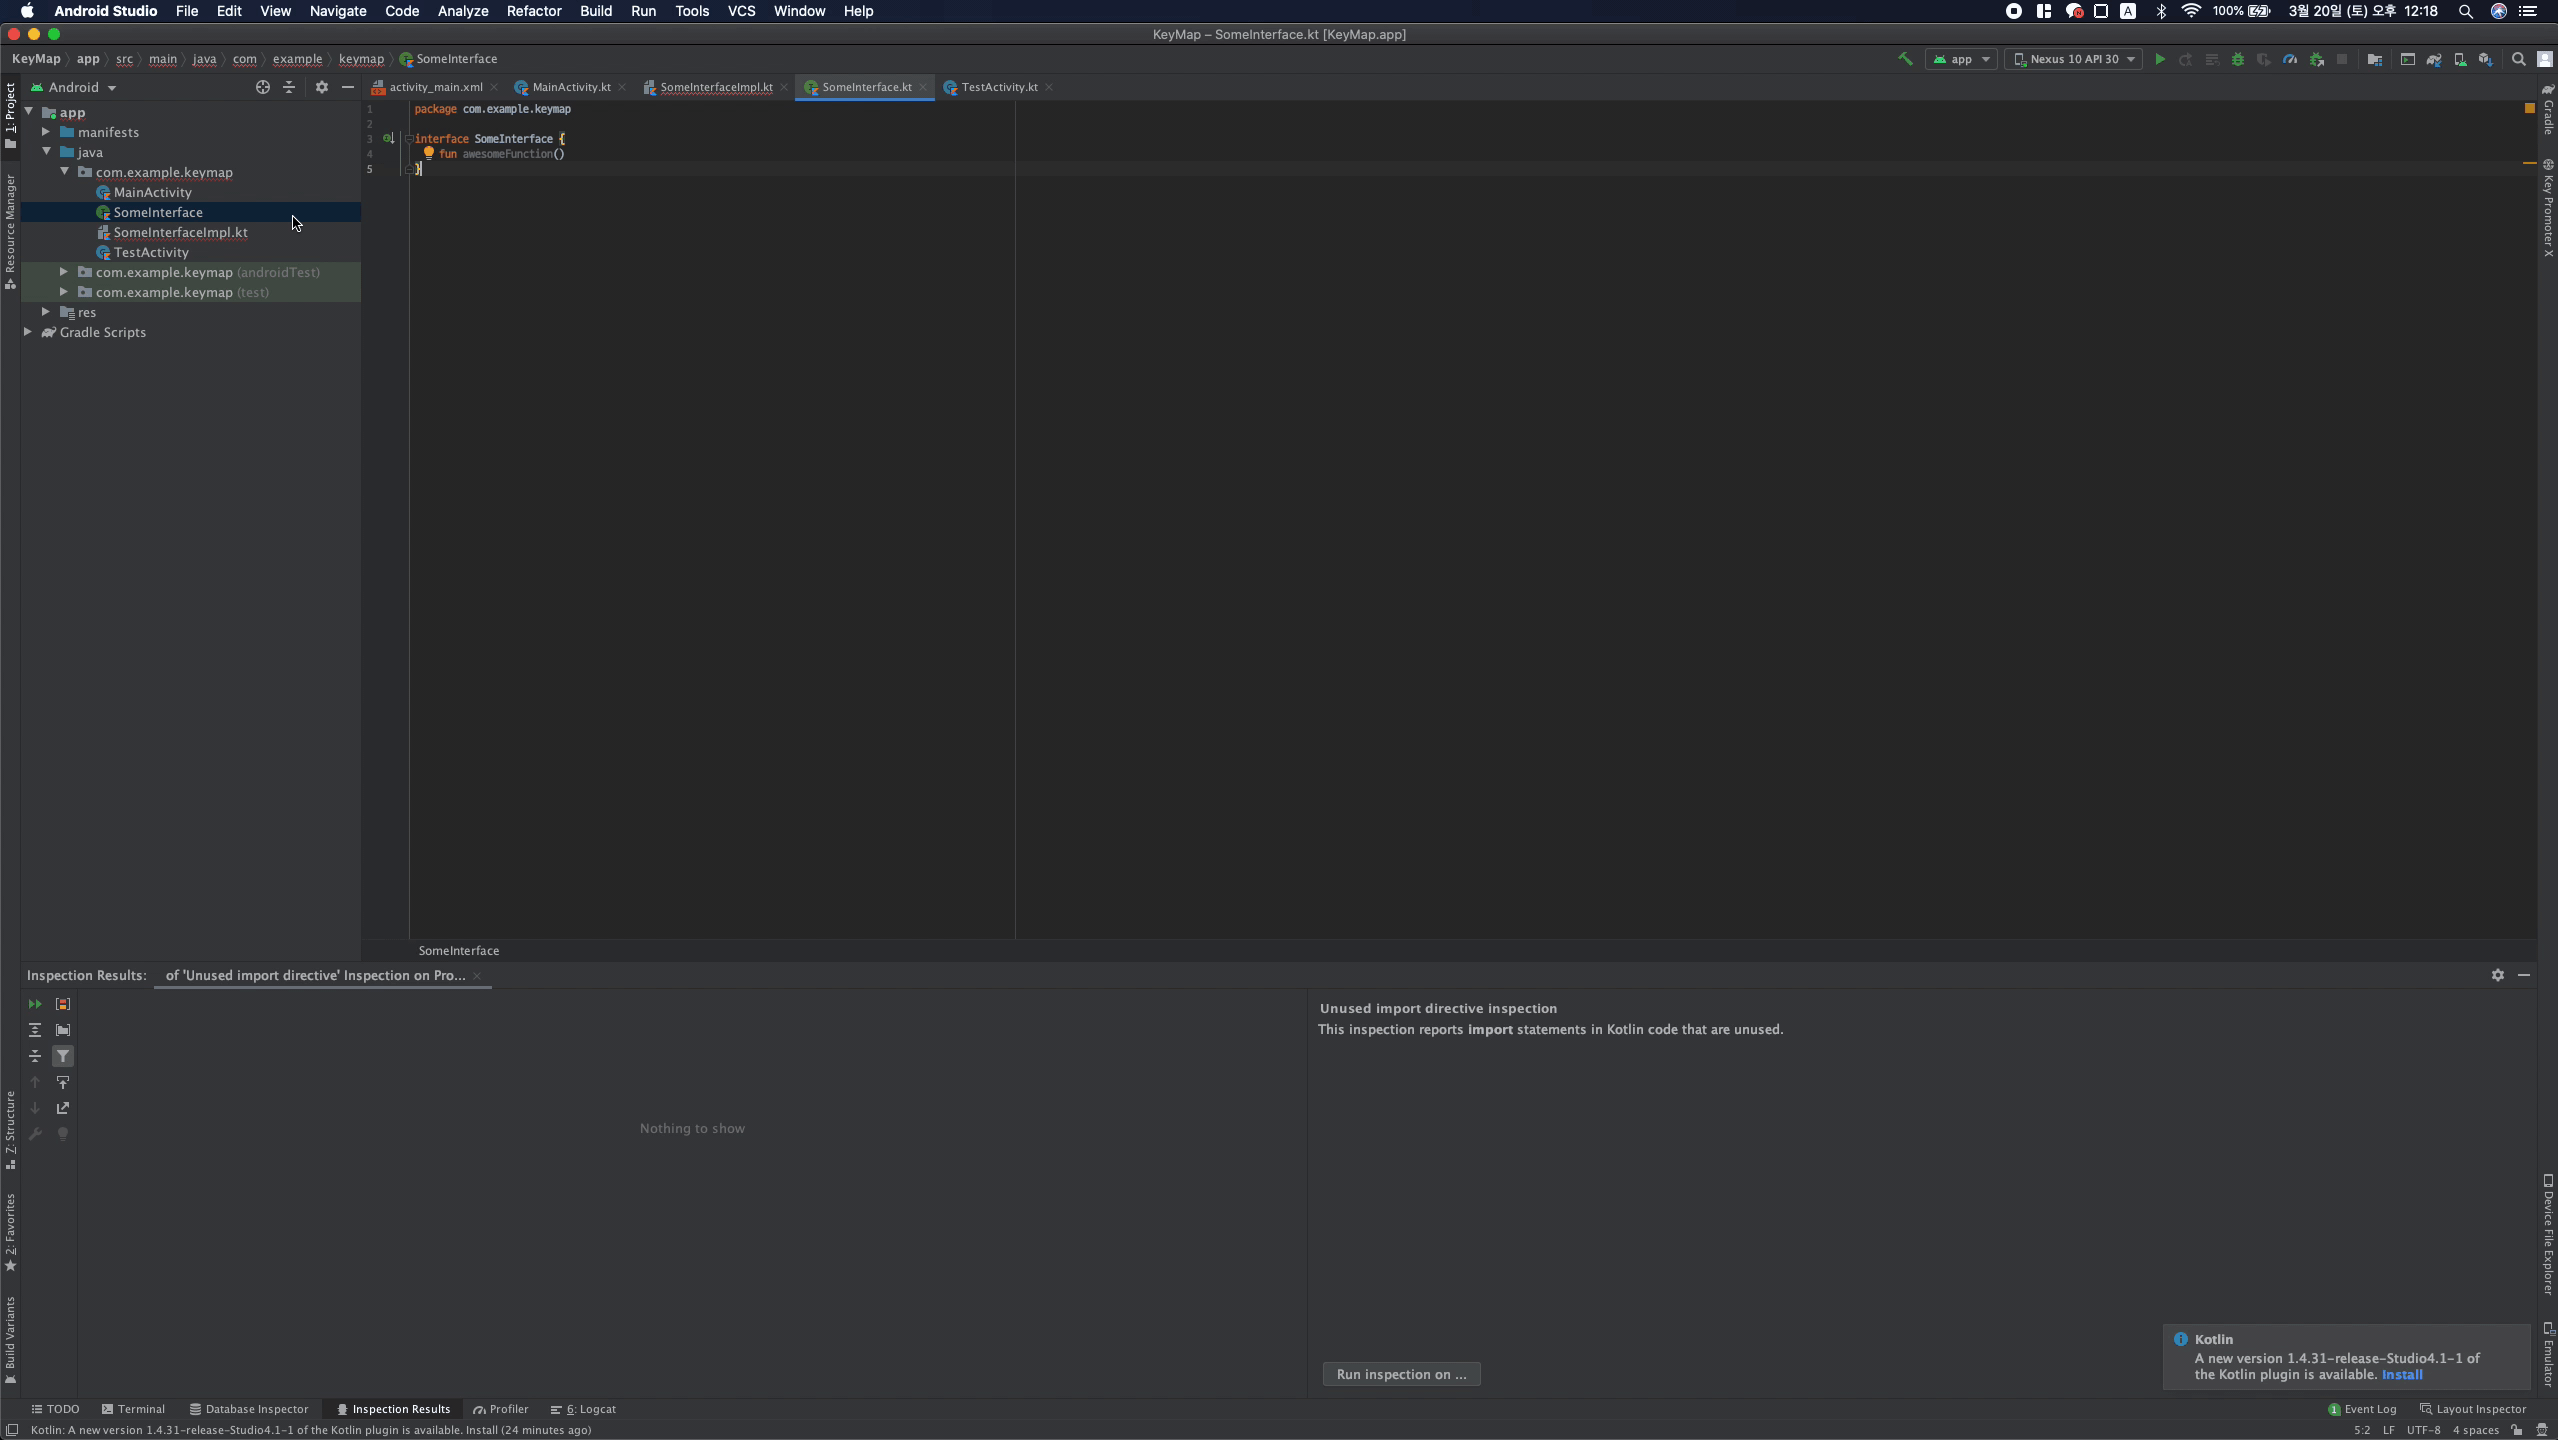 Android Studio File Edit View Navigate Code Analyze Refactor Build Run Tools VCS Window Help A 100% 3월 20일 (토) 오후 12:18
KeyMap – SomeInterface.kt [KeyMap.app]
KeyMap app src main java com example keymap SomeInterface app Nexus 10 API 30
1: Project
Resource Manager
Z: Structure
2: Favorites
Build Variants
Android
app
manifests
java
com.example.keymap
MainActivity
SomeInterface
SomeInterfaceImpl.kt
TestActivity
com.example.keymap (androidTest)
com.example.keymap (test)
res
Gradle Scripts
activity_main.xml MainActivity.kt SomeInterfaceImpl.kt SomeInterface.kt TestActivity.kt
1 package com.example.keymap
2
3 interface SomeInterface {
4 fun awesomeFunction()
5 }
SomeInterface
Gradle
Key Promoter X
Device File Explorer
Emulator
Inspection Results: of 'Unused import directive' Inspection on Pro...
Nothing to show
Unused import directive inspection
This inspection reports import statements in Kotlin code that are unused.
Run inspection on ...
Kotlin
A new version 1.4.31-release-Studio4.1-1 of
the Kotlin plugin is available. Install
TODO Terminal Database Inspector Inspection Results Profiler 6: Logcat 1 Event Log Layout Inspector
Kotlin: A new version 1.4.31-release-Studio4.1-1 of the Kotlin plugin is available. Install (24 minutes ago) 5:2 LF UTF-8 4 spaces